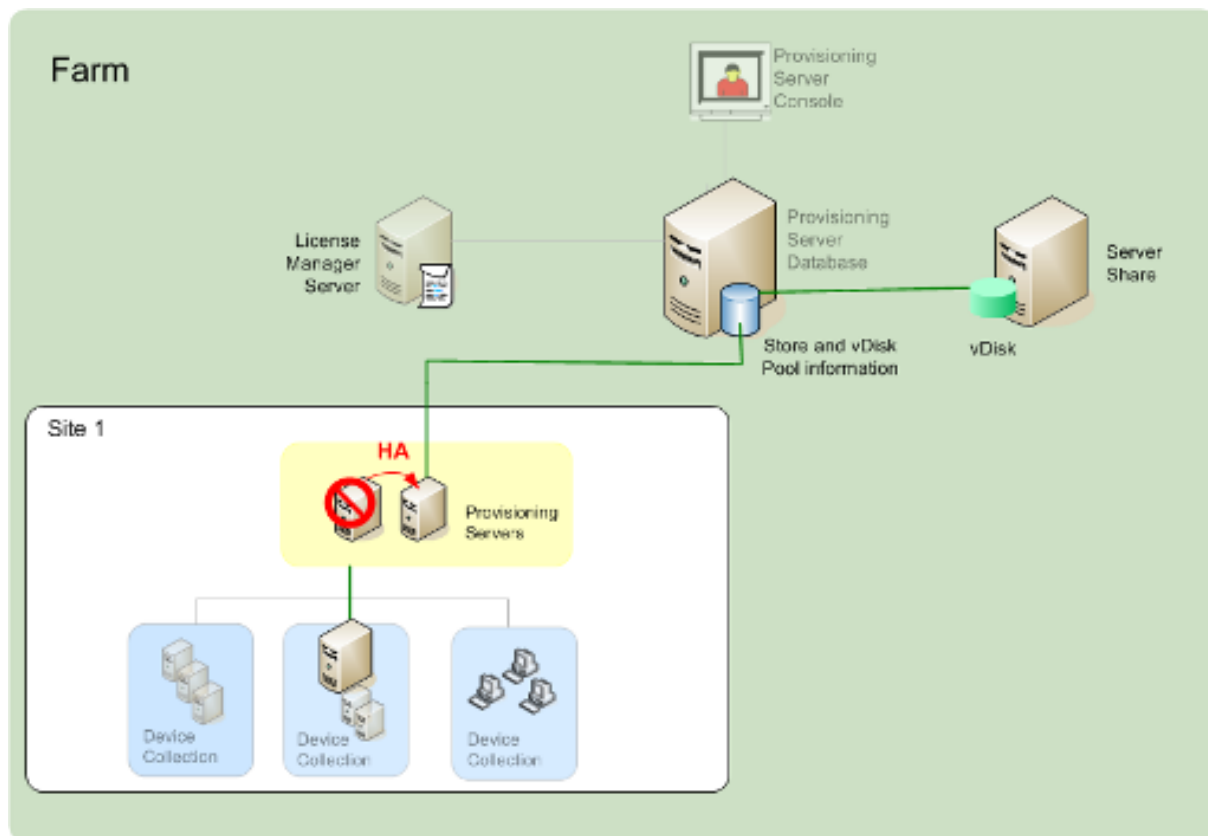 Farm
Provisioning
Server
Console
License
Manager
Server
Provisioning
Server
Database
Server
Share
Store and vDisk
Pool information
vDisk
Site 1
HA
Provisioning
Servers
Device
Collection
Device
Collection
Device
Collection